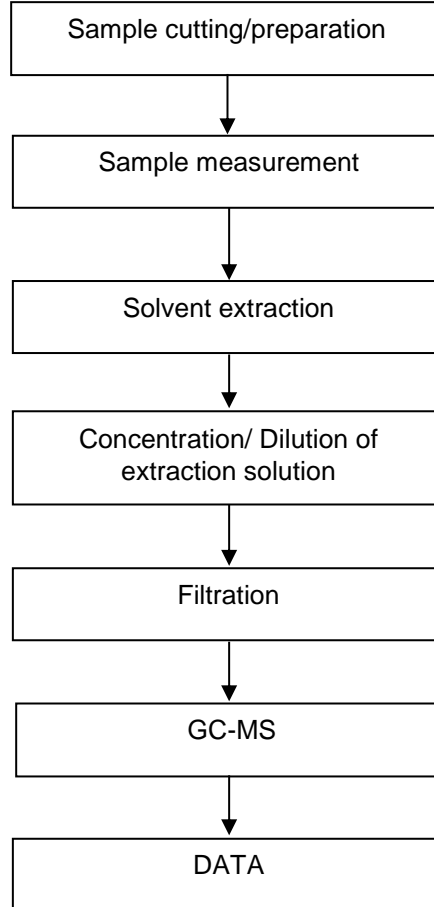 Sample cutting/preparation
Sample measurement
Solvent extraction
Concentration/ Dilution of
extraction solution
Filtration
GC-MS
DATA